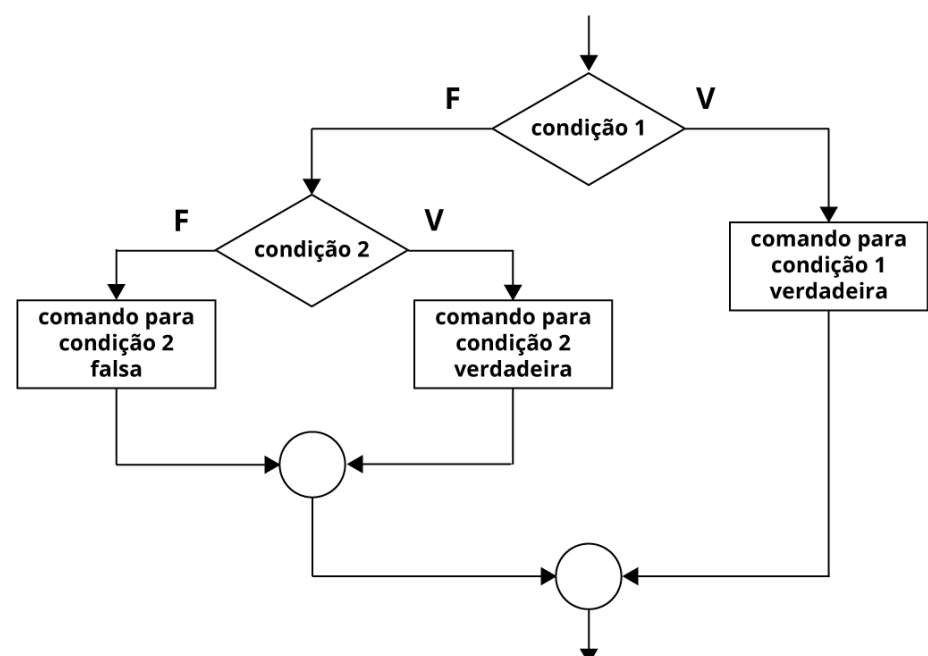 F
V
condição 1
F
V
condição 2
comando para
condição 1
verdadeira
comando para
condição 2
falsa
comando para
condição 2
verdadeira